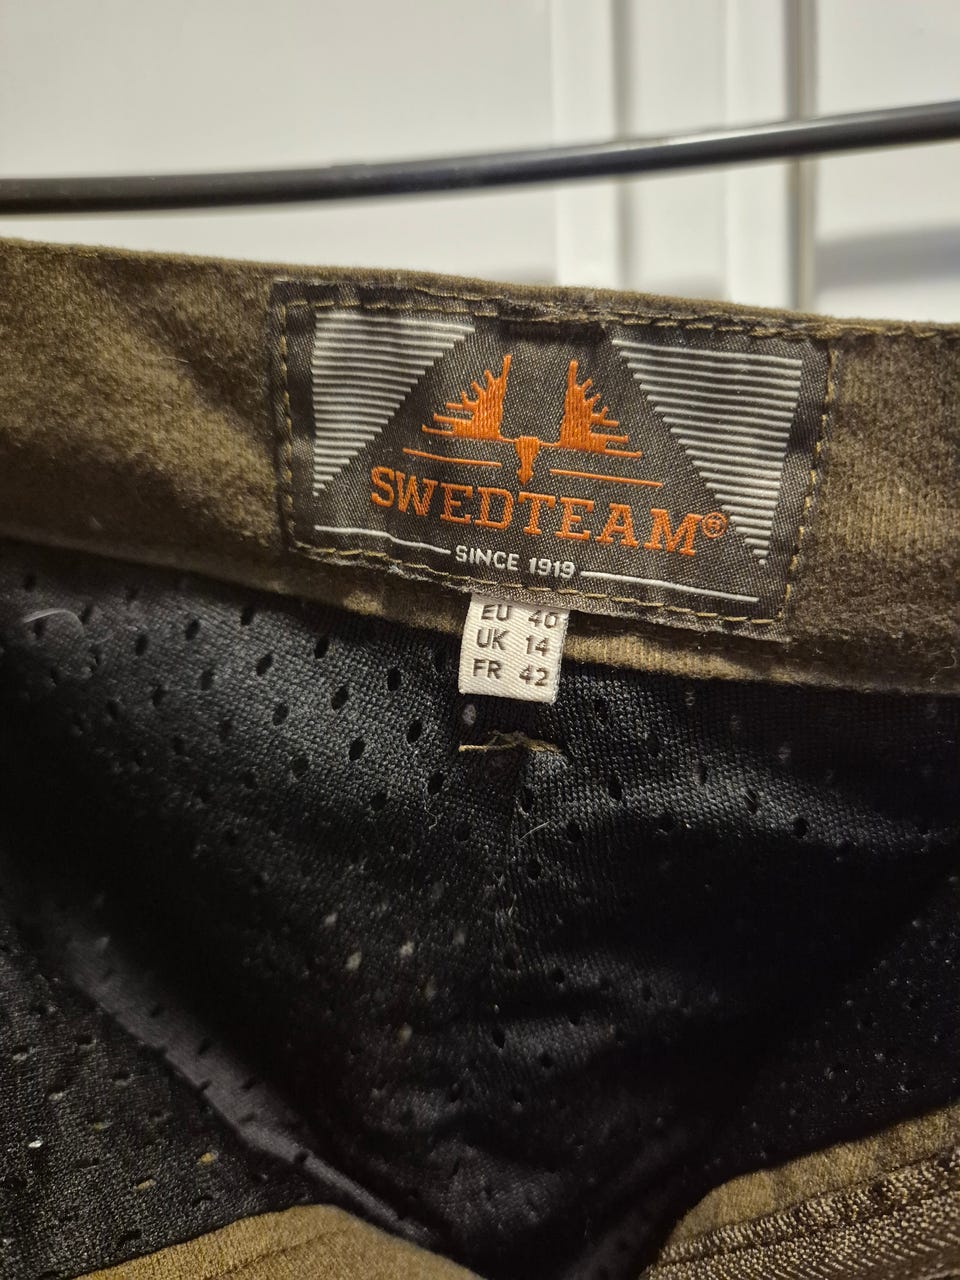 SWEDTEAM®
SINCE 1919
EU 40
UK 14
FR 42